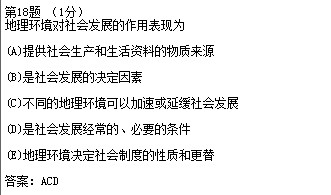 第18题 （1分）
地理环境对社会发展的作用表现为
(A)提供社会生产和生活资料的物质来源
(B)是社会发展的决定因素
(C)不同的地理环境可以加速或延缓社会发展
(D)是社会发展经常的、必要的条件
(E)地理环境决定社会制度的性质和更替
答案：ACD